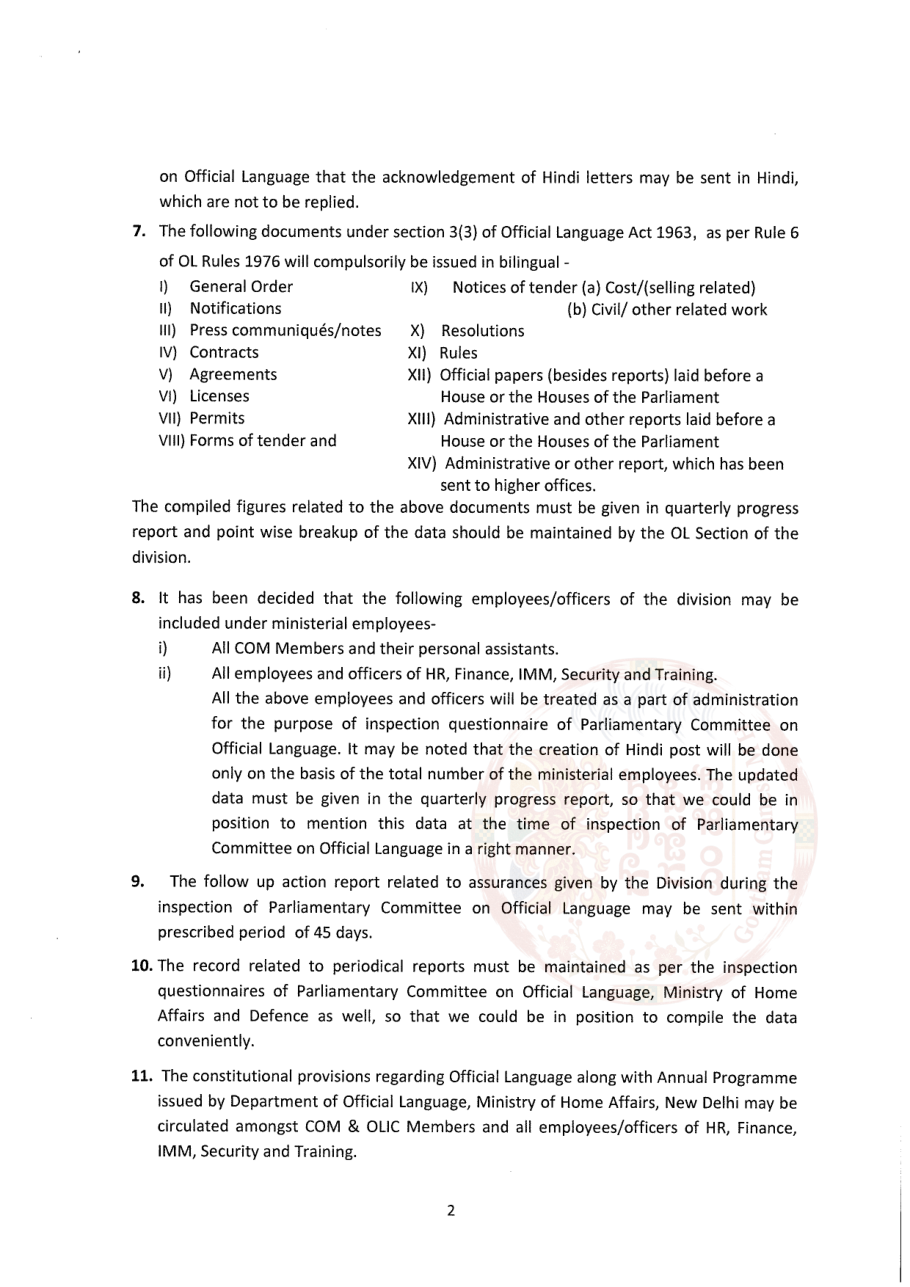 on Official Language that the acknowledgement of Hindi letters may be sent in Hindi,
which are not to be replied.
7. The following documents under section 3(3) of Official Language Act 1963, as per Rule 6
of OL Rules 1976 will compulsorily be issued in bilingual -
I) General Order
II) Notifications
III) Press communiqués/notes
IV) Contracts
V) Agreements
VI) Licenses
VII) Permits
VIII) Forms of tender and
IX) Notices of tender (a) Cost/(selling related)
(b) Civil/ other related work
X) Resolutions
XI) Rules
XII) Official papers (besides reports) laid before a
House or the Houses of the Parliament
XIII) Administrative and other reports laid before a
House or the Houses of the Parliament
XIV) Administrative or other report, which has been
sent to higher offices.
The compiled figures related to the above documents must be given in quarterly progress
report and point wise breakup of the data should be maintained by the OL Section of the
division.
8. It has been decided that the following employees/officers of the division may be
included under ministerial employees-
i) All COM Members and their personal assistants.
ii) All employees and officers of HR, Finance, IMM, Security and Training.
All the above employees and officers will be treated as a part of administration
for the purpose of inspection questionnaire of Parliamentary Committee on
Official Language. It may be noted that the creation of Hindi post will be done
only on the basis of the total number of the ministerial employees. The updated
data must be given in the quarterly progress report, so that we could be in
position to mention this data at the time of inspection of Parliamentary
Committee on Official Language in a right manner.
9. The follow up action report related to assurances given by the Division during the
inspection of Parliamentary Committee on Official Language may be sent within
prescribed period of 45 days.
10. The record related to periodical reports must be maintained as per the inspection
questionnaires of Parliamentary Committee on Official Language, Ministry of Home
Affairs and Defence as well, so that we could be in position to compile the data
conveniently.
11. The constitutional provisions regarding Official Language along with Annual Programme
issued by Department of Official Language, Ministry of Home Affairs, New Delhi may be
circulated amongst COM & OLIC Members and all employees/officers of HR, Finance,
IMM, Security and Training.
2